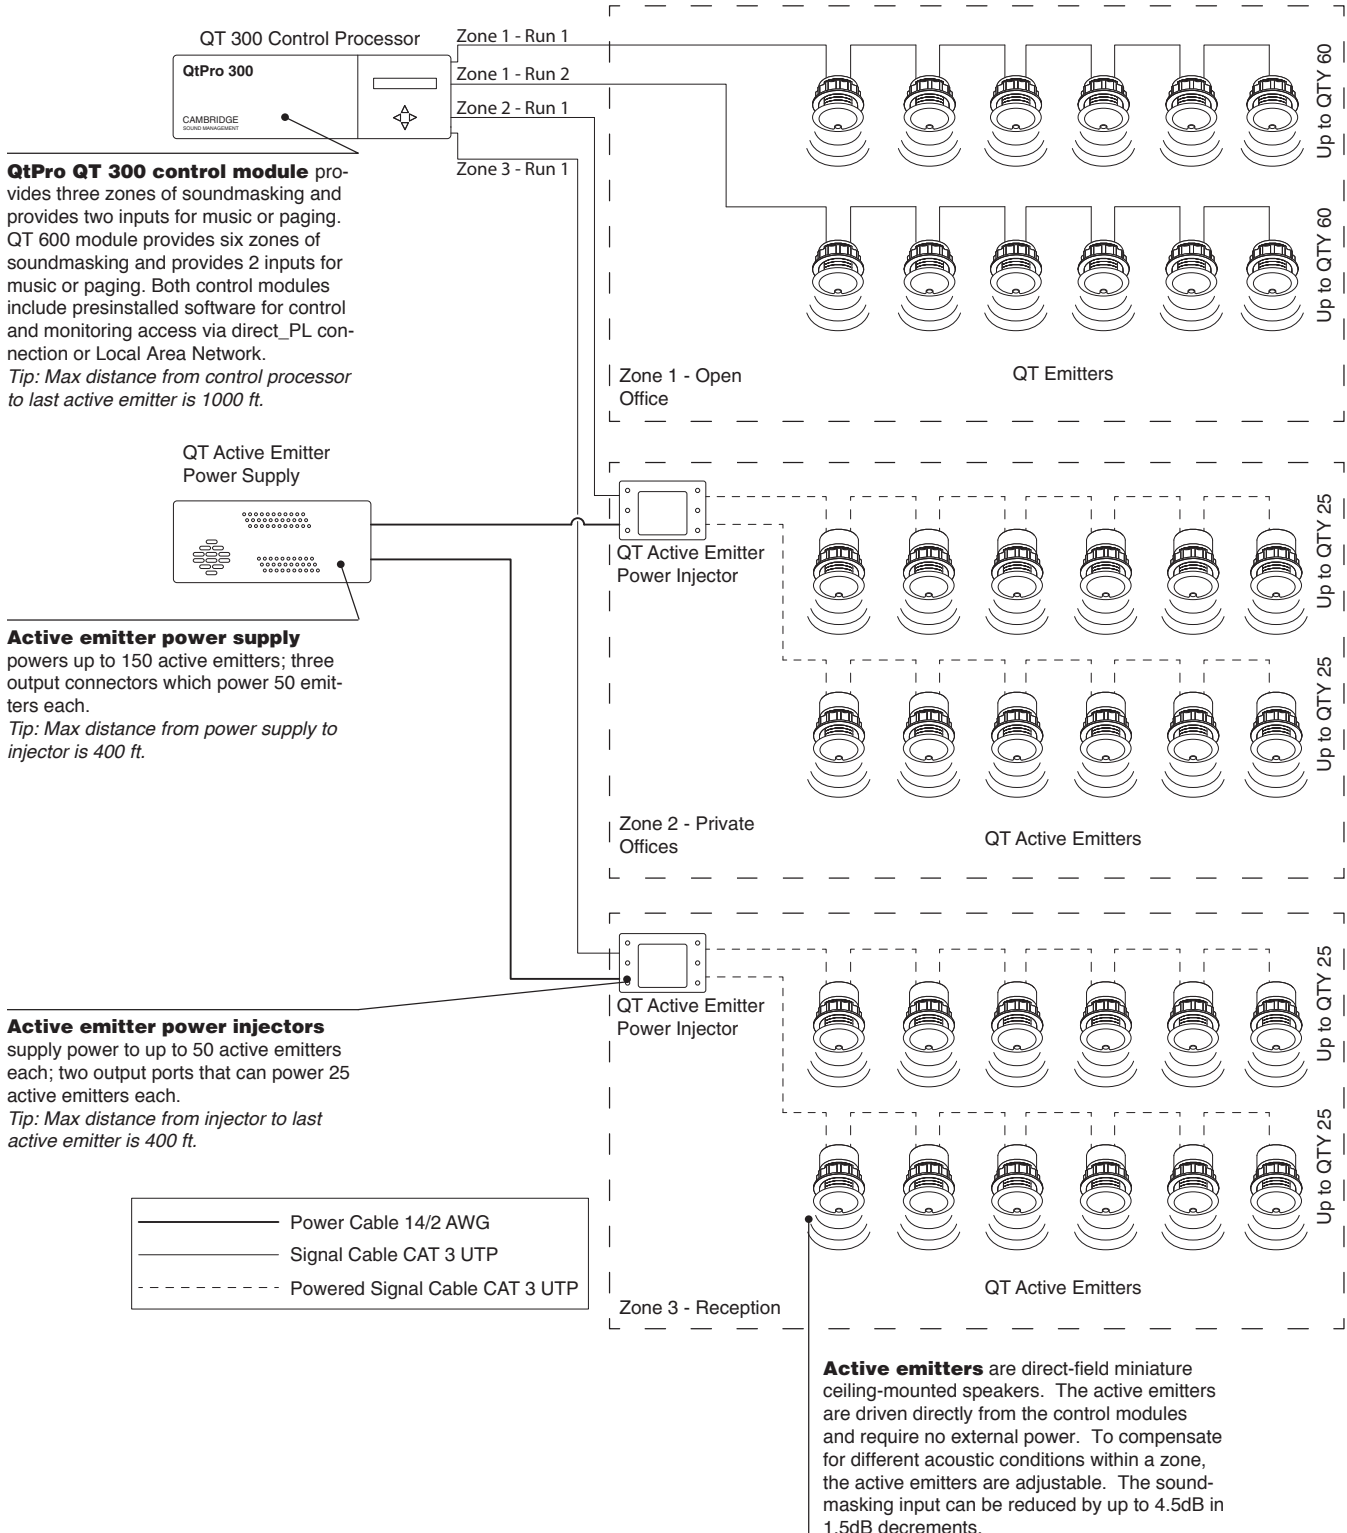 QT 300 Control Processor
QtPro 300
CAMBRIDGE
SOUND MANAGEMENT
Zone 1 - Run 1
Zone 1 - Run 2
Zone 2 - Run 1
Zone 3 - Run 1
QtPro QT 300 control module pro-
vides three zones of soundmasking and
provides two inputs for music or paging.
QT 600 module provides six zones of
soundmasking and provides 2 inputs for
music or paging. Both control modules
include presinstalled software for control
and monitoring access via direct_PL con-
nection or Local Area Network.
Tip: Max distance from control processor
to last active emitter is 1000 ft.
Up to QTY 60
Up to QTY 60
Zone 1 - Open
Office
QT Emitters
QT Active Emitter
Power Supply
Active emitter power supply
powers up to 150 active emitters; three
output connectors which power 50 emit-
ters each.
Tip: Max distance from power supply to
injector is 400 ft.
QT Active Emitter
Power Injector
Up to QTY 25
Up to QTY 25
Zone 2 - Private
Offices
QT Active Emitters
Active emitter power injectors
supply power to up to 50 active emitters
each; two output ports that can power 25
active emitters each.
Tip: Max distance from injector to last
active emitter is 400 ft.
QT Active Emitter
Power Injector
Up to QTY 25
Up to QTY 25
Power Cable 14/2 AWG
Signal Cable CAT 3 UTP
Powered Signal Cable CAT 3 UTP
Zone 3 - Reception
QT Active Emitters
Active emitters are direct-field miniature
ceiling-mounted speakers. The active emitters
are driven directly from the control modules
and require no external power. To compensate
for different acoustic conditions within a zone,
the active emitters are adjustable. The sound-
masking input can be reduced by up to 4.5dB in
1.5dB decrements.